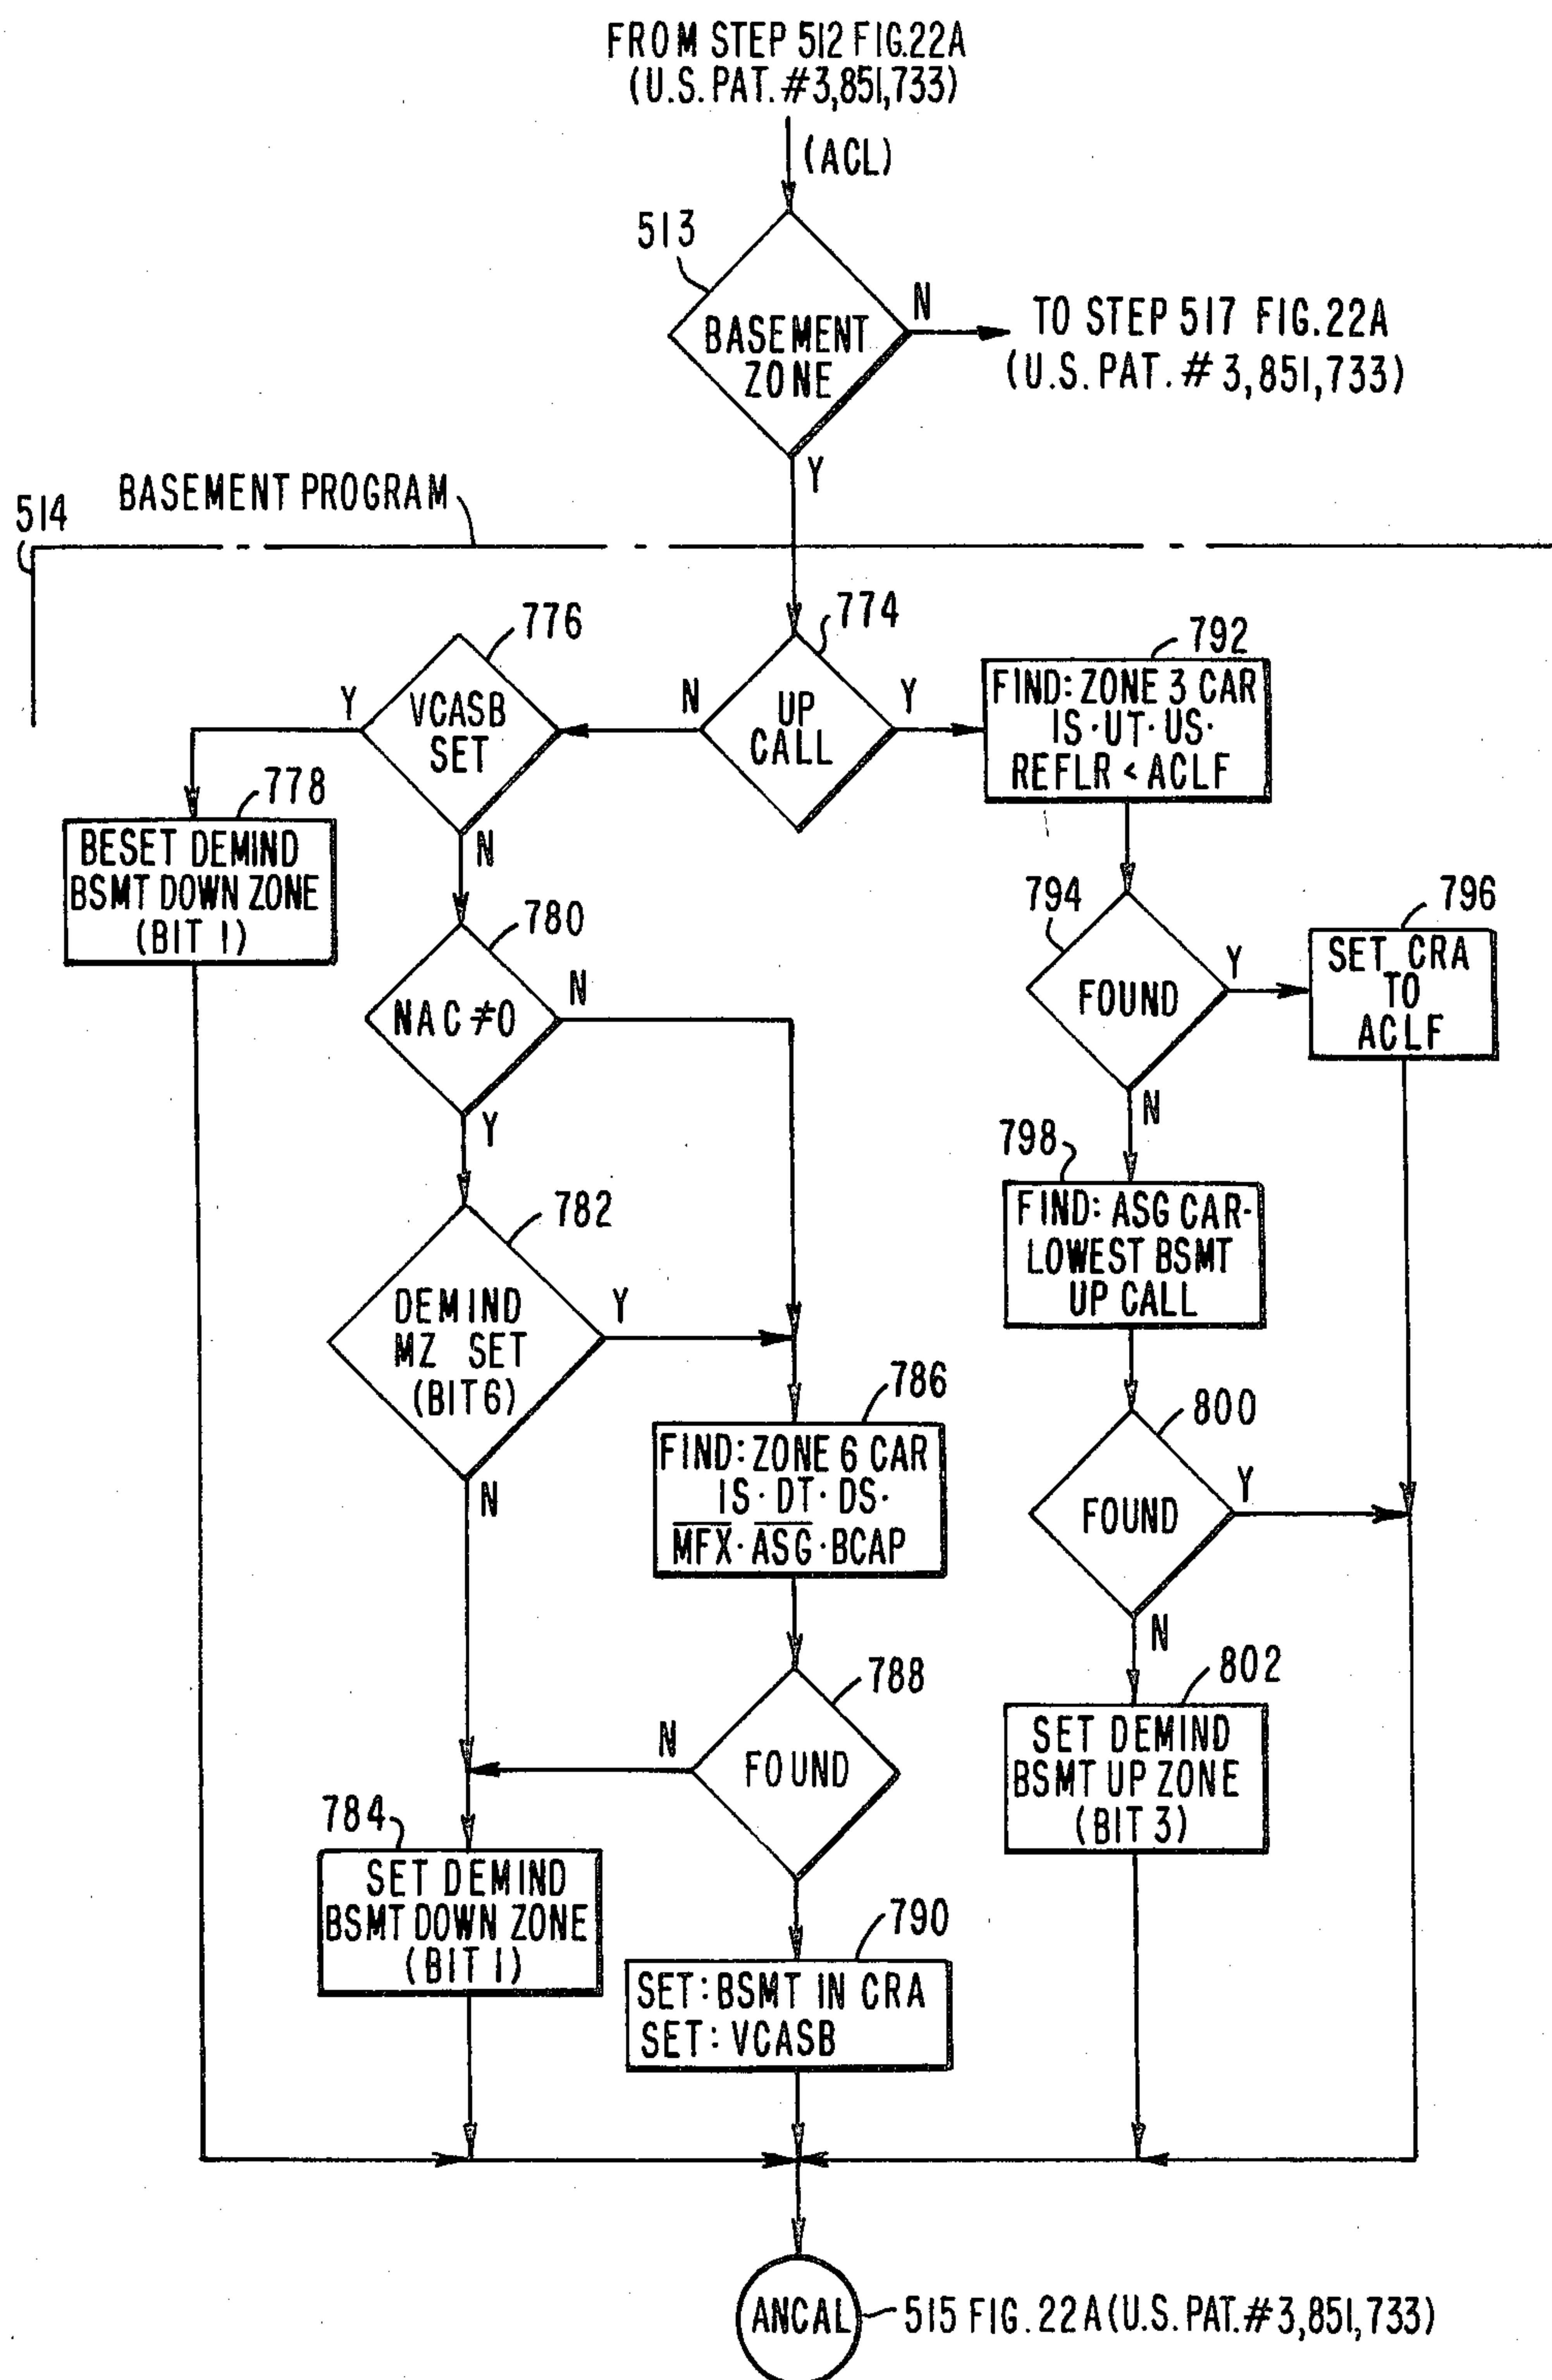 FROM STEP 512 FIG.22A
(U.S. PAT. #3,851,733)
(ACL)
513
BASEMENT
ZONE
N
TO STEP 517 FIG.22A
(U.S. PAT. # 3,851,733)
Y
514
BASEMENT PROGRAM
776
774
792
VCASB
SET
Y
N
UP
CALL
Y
FIND: ZONE 3 CAR
IS·UT·US·
REFLR < ACLF
778
BESET DEMIND
BSMT DOWN ZONE
(BIT 1)
N
780
NAC ≠0
N
Y
794
FOUND
Y
N
796
SET CRA
TO
ACLF
782
DEMIND
MZ SET
(BIT 6)
Y
N
798
FIND: ASG CAR-
LOWEST BSMT
UP CALL
786
FIND: ZONE 6 CAR
IS·DT·DS·
M̅F̅X̅·A̅S̅G̅·BCAP
800
FOUND
Y
N
788
FOUND
N
802
SET DEMIND
BSMT UP ZONE
(BIT 3)
784
SET DEMIND
BSMT DOWN ZONE
(BIT 1)
790
SET: BSMT IN CRA
SET: VCASB
ANCAL
515 FIG. 22A (U.S. PAT.# 3,851,733)